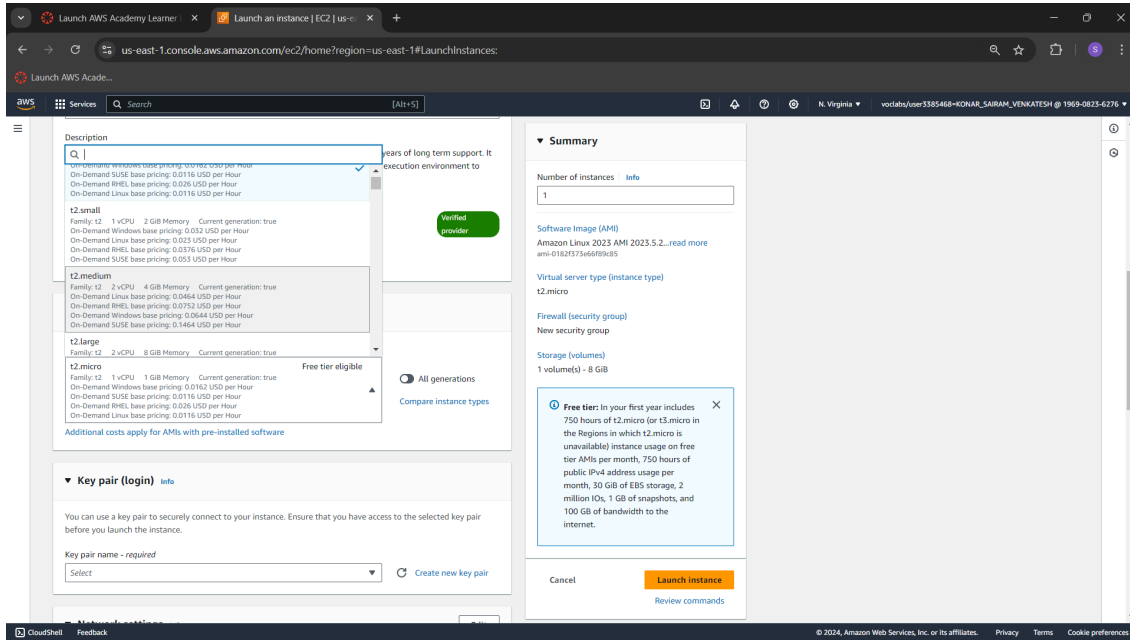 Launch AWS Academy Learner
Launch an instance | EC2 | us-ea
us-east-1.console.aws.amazon.com/ec2/home?region=us-east-1#LaunchInstances:
S
Launch AWS Acade...
aws
Services
Search
[Alt+S]
N. Virginia
voclabs/user3385468=KONAR_SAIRAM_VENKATESH @ 1969-0823-6276
Description
years of long term support. It
execution environment to
On-Demand Windows base pricing: 0.0162 USD per Hour
On-Demand SUSE base pricing: 0.0116 USD per Hour
On-Demand RHEL base pricing: 0.026 USD per Hour
On-Demand Linux base pricing: 0.0116 USD per Hour
t2.small
Family: t2 1 vCPU 2 GiB Memory Current generation: true
On-Demand Windows base pricing: 0.032 USD per Hour
On-Demand Linux base pricing: 0.023 USD per Hour
On-Demand RHEL base pricing: 0.0376 USD per Hour
On-Demand SUSE base pricing: 0.053 USD per Hour
Verified
provider
t2.medium
Family: t2 2 vCPU 4 GiB Memory Current generation: true
On-Demand Linux base pricing: 0.0464 USD per Hour
On-Demand RHEL base pricing: 0.0752 USD per Hour
On-Demand Windows base pricing: 0.0644 USD per Hour
On-Demand SUSE base pricing: 0.1464 USD per Hour
t2.large
Family: t2 2 vCPU 8 GiB Memory Current generation: true
t2.micro
Free tier eligible
Family: t2 1 vCPU 1 GiB Memory Current generation: true
On-Demand Windows base pricing: 0.0162 USD per Hour
On-Demand SUSE base pricing: 0.0116 USD per Hour
On-Demand RHEL base pricing: 0.026 USD per Hour
On-Demand Linux base pricing: 0.0116 USD per Hour
All generations
Compare instance types
Additional costs apply for AMIs with pre-installed software
Key pair (login) Info
You can use a key pair to securely connect to your instance. Ensure that you have access to the selected key pair
before you launch the instance.
Key pair name - required
Select
Create new key pair
Network settings
Summary
Number of instances Info
1
Software Image (AMI)
Amazon Linux 2023 AMI 2023.5.2...read more
ami-0182f373e66f89c85
Virtual server type (instance type)
t2.micro
Firewall (security group)
New security group
Storage (volumes)
1 volume(s) - 8 GiB
Free tier: In your first year includes
750 hours of t2.micro (or t3.micro in
the Regions in which t2.micro is
unavailable) instance usage on free
tier AMIs per month, 750 hours of
public IPv4 address usage per
month, 30 GiB of EBS storage, 2
million IOs, 1 GB of snapshots, and
100 GB of bandwidth to the
internet.
Cancel
Launch instance
Review commands
CloudShell
Feedback
© 2024, Amazon Web Services, Inc. or its affiliates.
Privacy
Terms
Cookie preferences